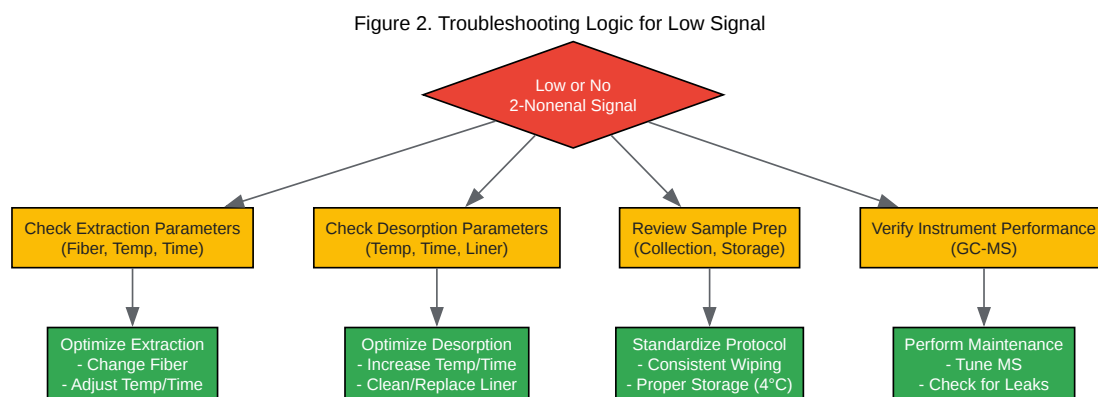 Figure 2. Troubleshooting Logic for Low Signal
Low or No
2-Nonenal Signal
Check Extraction Parameters
(Fiber, Temp, Time)
Check Desorption Parameters
(Temp, Time, Liner)
Review Sample Prep
(Collection, Storage)
Verify Instrument Performance
(GC-MS)
Optimize Extraction
- Change Fiber
- Adjust Temp/Time
Optimize Desorption
- Increase Temp/Time
- Clean/Replace Liner
Standardize Protocol
- Consistent Wiping
- Proper Storage (4°C)
Perform Maintenance
- Tune MS
- Check for Leaks